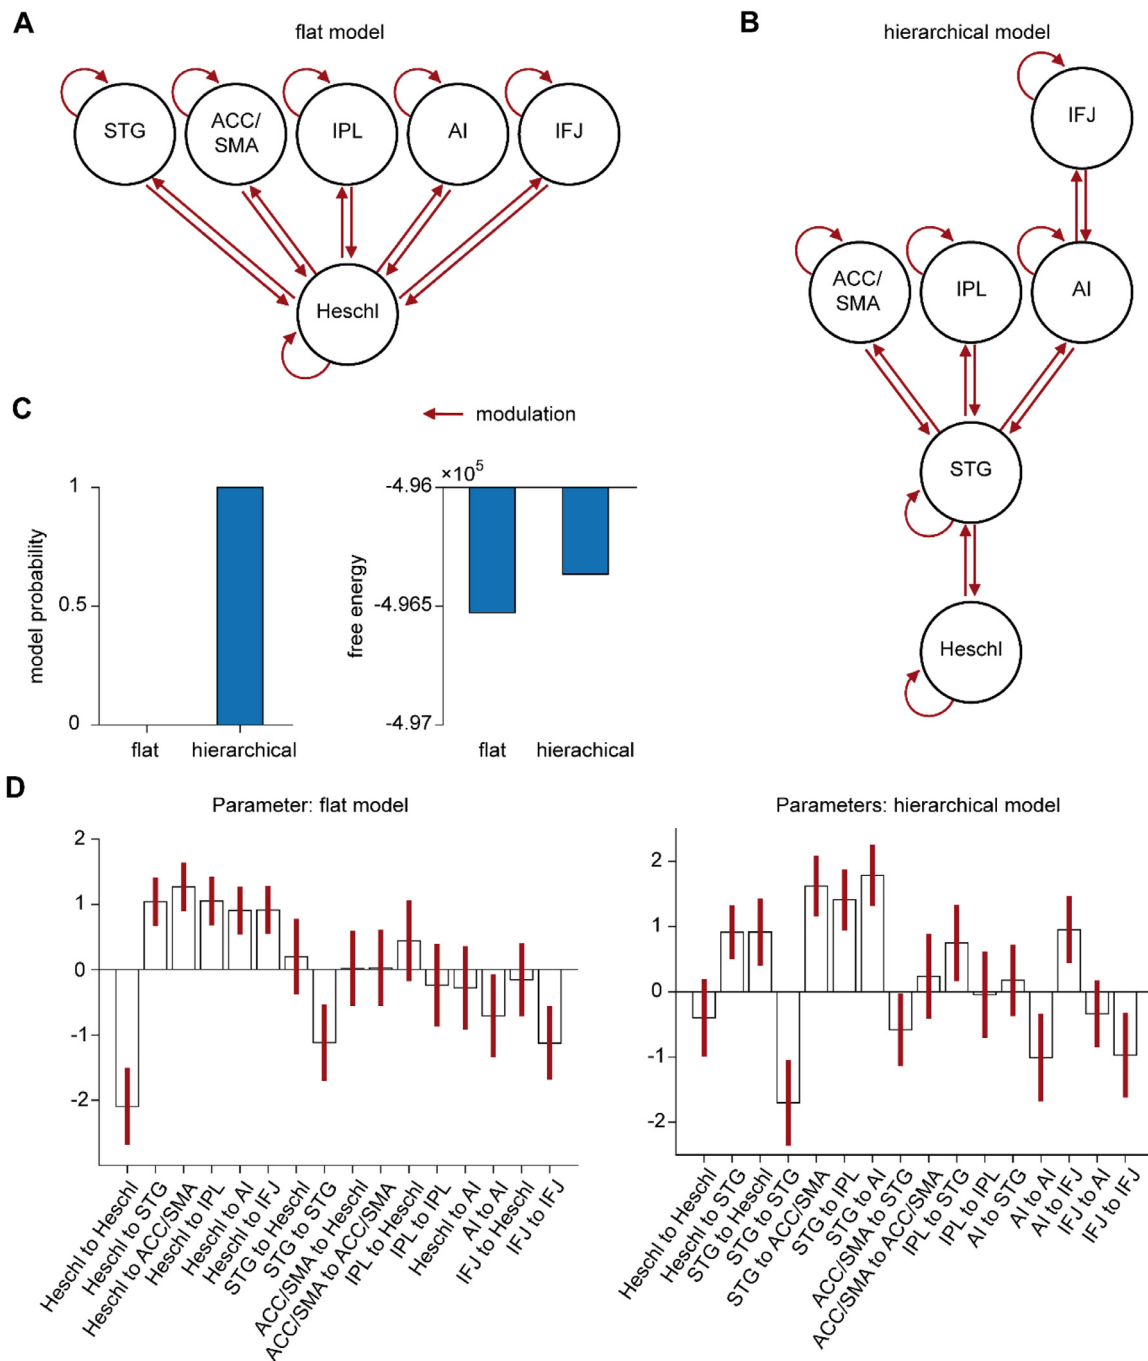 A
flat model
STG
ACC/
SMA
IPL
AI
IFJ
Heschl
B
hierarchical model
IFJ
ACC/
SMA
IPL
AI
STG
Heschl
C
modulation
model probability
1
0.5
0
flat
hierarchical
free energy
-4.96
×10⁵
-4.965
-4.97
flat
hierachical
D
Parameter: flat model
2
1
0
-1
-2
Heschl to Heschl
Heschl to STG
Heschl to ACC/SMA
Heschl to IPL
Heschl to AI
Heschl to IFJ
STG to Heschl
STG to STG
ACC/SMA to Heschl
ACC/SMA to ACC/SMA
IPL to Heschl
IPL to IPL
Heschl to AI
AI to AI
IFJ to Heschl
IFJ to IFJ
Parameters: hierarchical model
2
1
0
-1
-2
Heschl to Heschl
Heschl to STG
STG to Heschl
STG to STG
STG to ACC/SMA
STG to IPL
STG to AI
ACC/SMA to STG
ACC/SMA to ACC/SMA
IPL to STG
IPL to IPL
AI to STG
AI to AI
AI to IFJ
IFJ to AI
IFJ to IFJ